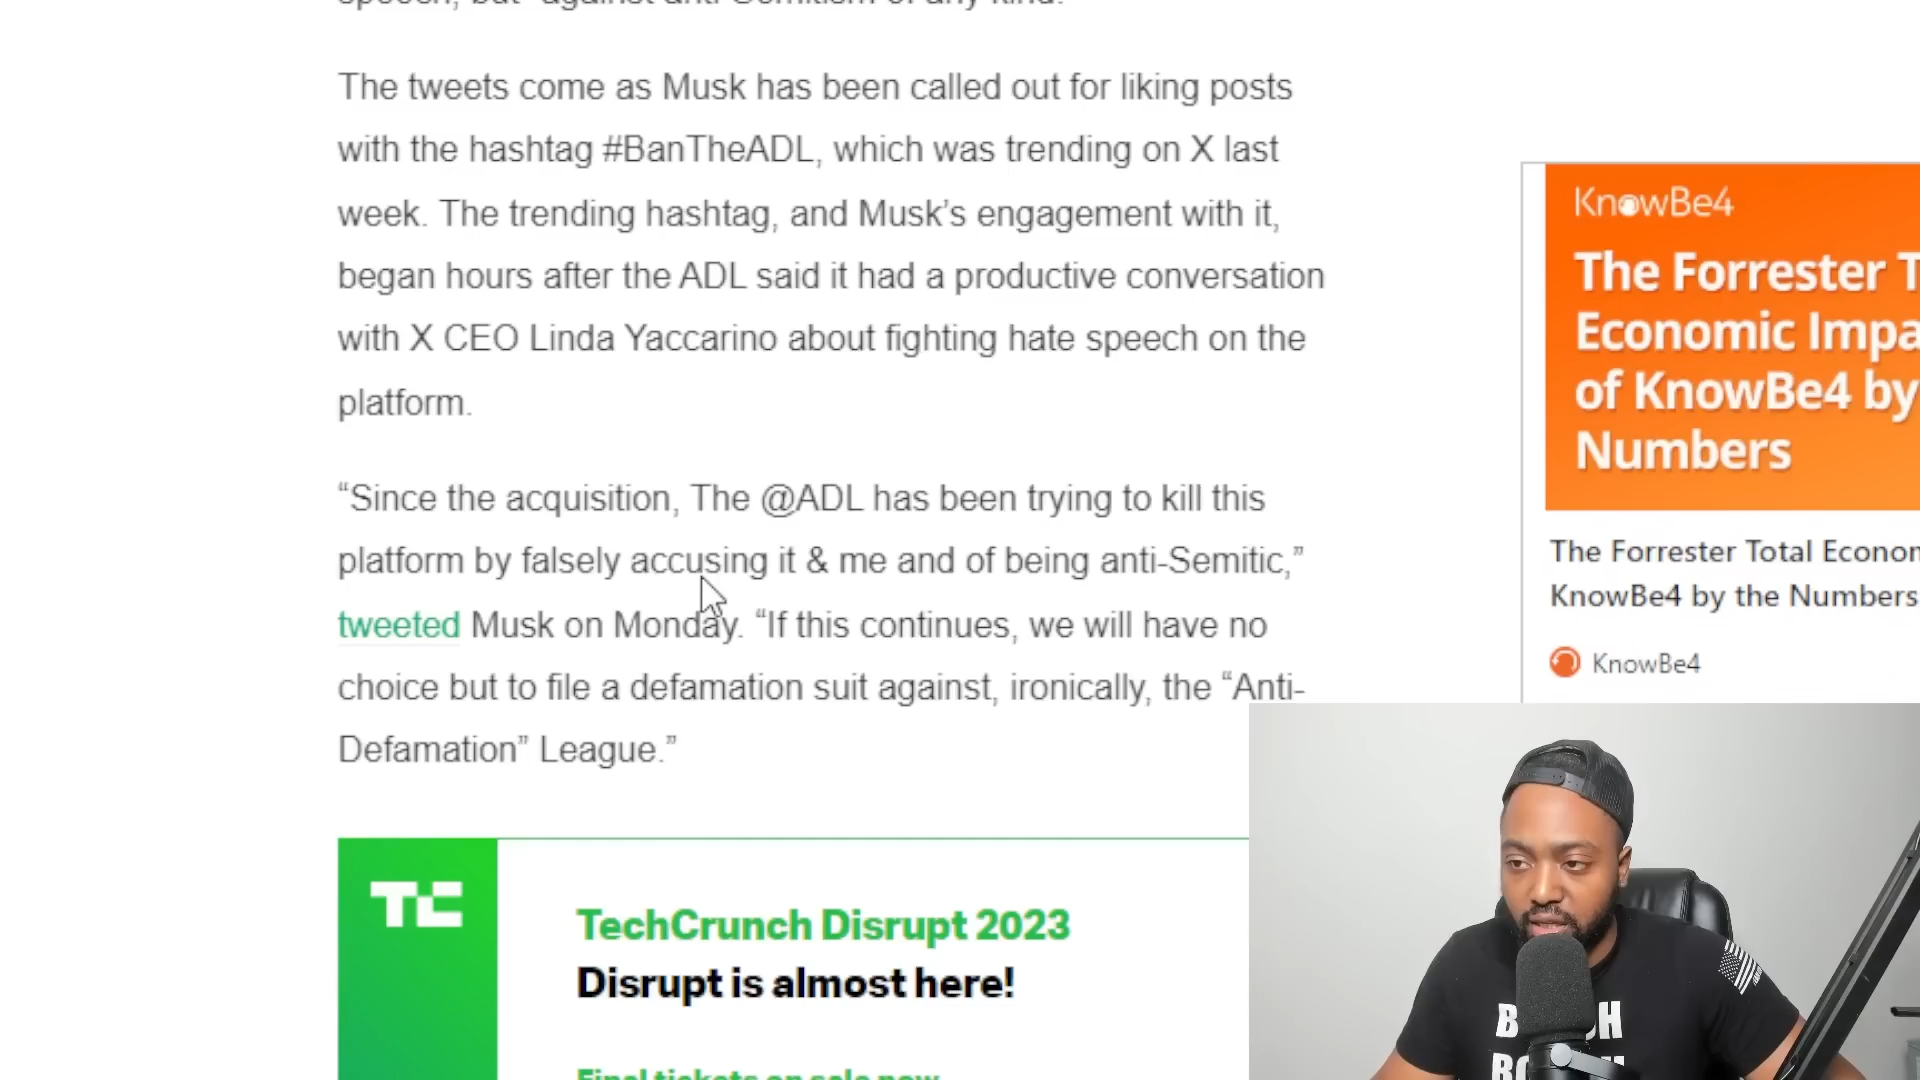 The tweets come as Musk has been called out for liking posts
with the hashtag #BanTheADL, which was trending on X last
week. The trending hashtag, and Musk’s engagement with it,
began hours after the ADL said it had a productive conversation
with X CEO Linda Yaccarino about fighting hate speech on the
platform.
“Since the acquisition, The @ADL has been trying to kill this
platform by falsely accusing it & me and of being anti-Semitic,”
tweeted Musk on Monday. “If this continues, we will have no
choice but to file a defamation suit against, ironically, the “Anti-
Defamation” League.”
TC
TechCrunch Disrupt 2023
Disrupt is almost here!
KnowBe4
The Forrester T
Economic Impa
of KnowBe4 by
Numbers
The Forrester Total Econo
KnowBe4 by the Numbers
KnowBe4